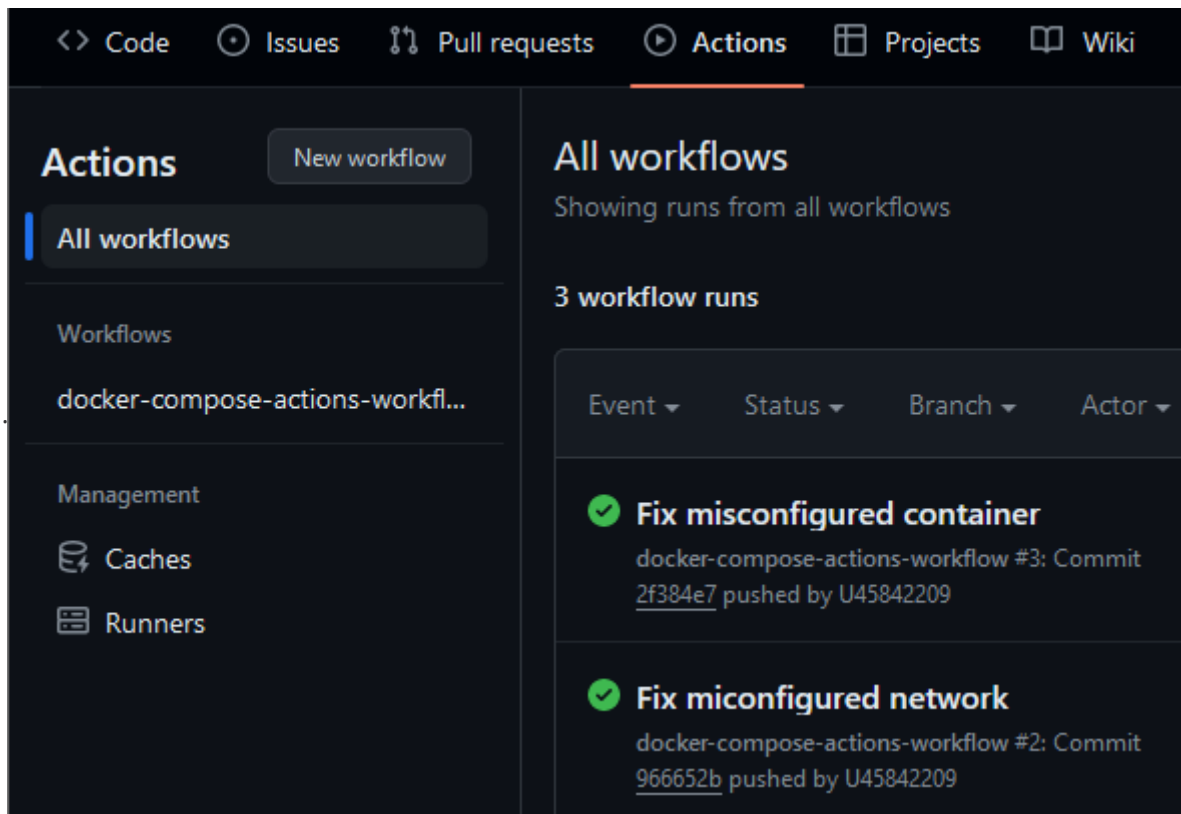 Code Issues Pull requests Actions Projects Wiki
Actions New workflow
All workflows
Workflows
docker-compose-actions-workfl...
Management
Caches
Runners
All workflows
Showing runs from all workflows
3 workflow runs
Event Status Branch Actor
Fix misconfigured container
docker-compose-actions-workflow #3: Commit
2f384e7 pushed by U45842209
Fix miconfigured network
docker-compose-actions-workflow #2: Commit
966652b pushed by U45842209